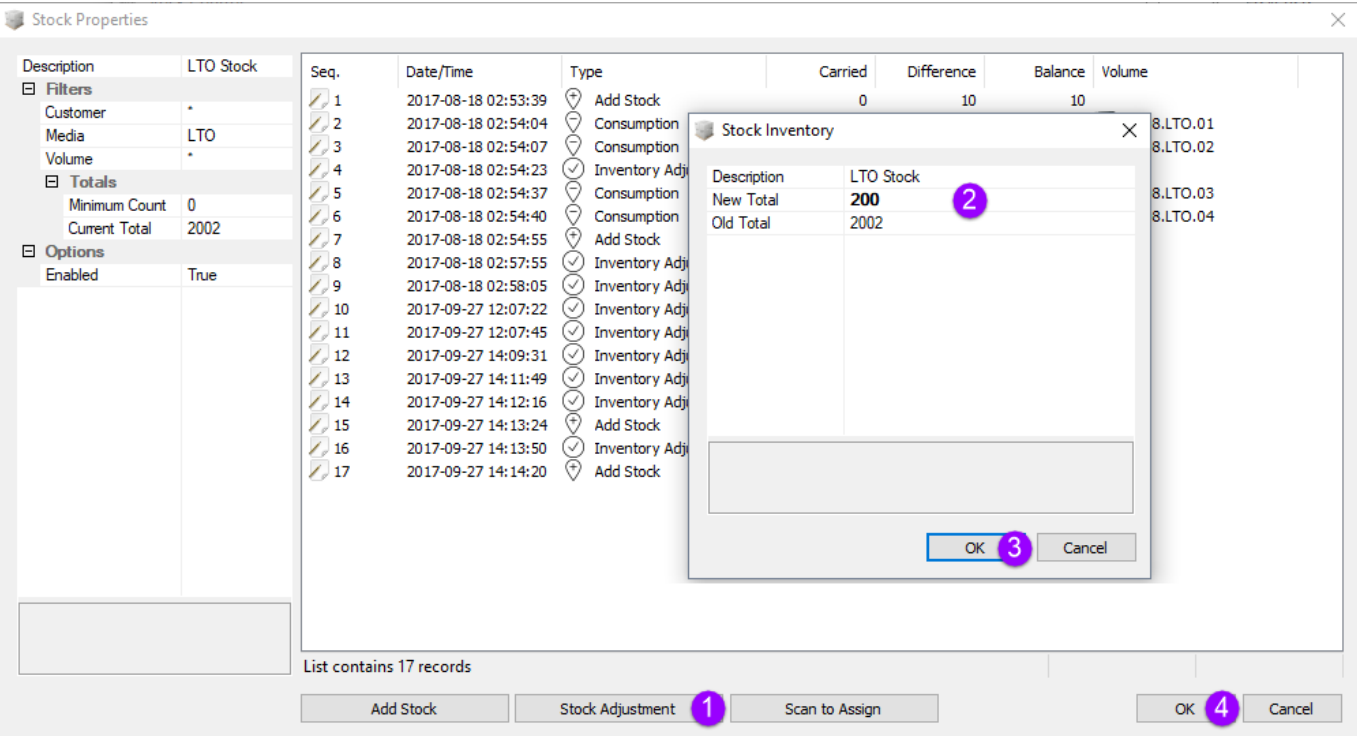 Stock Properties
Description LTO Stock
Filters
Customer *
Media LTO
Volume *
Totals
Minimum Count 0
Current Total 2002
Options
Enabled True
Seq. Date/Time Type Carried Difference Balance Volume
1 2017-08-18 02:53:39 Add Stock 0 10 10
2 2017-08-18 02:54:04 Consumption 8.LTO.01
3 2017-08-18 02:54:07 Consumption 8.LTO.02
4 2017-08-18 02:54:23 Inventory Adj
5 2017-08-18 02:54:37 Consumption 8.LTO.03
6 2017-08-18 02:54:40 Consumption 8.LTO.04
7 2017-08-18 02:54:55 Add Stock
8 2017-08-18 02:57:55 Inventory Adj
9 2017-08-18 02:58:05 Inventory Adj
10 2017-09-27 12:07:22 Inventory Adj
11 2017-09-27 12:07:45 Inventory Adj
12 2017-09-27 14:09:31 Inventory Adj
13 2017-09-27 14:11:49 Inventory Adj
14 2017-09-27 14:12:16 Inventory Adj
15 2017-09-27 14:13:24 Add Stock
16 2017-09-27 14:13:50 Inventory Adj
17 2017-09-27 14:14:20 Add Stock
Stock Inventory
Description LTO Stock
New Total 200 2
Old Total 2002
OK 3 Cancel
List contains 17 records
Add Stock Stock Adjustment 1 Scan to Assign OK 4 Cancel